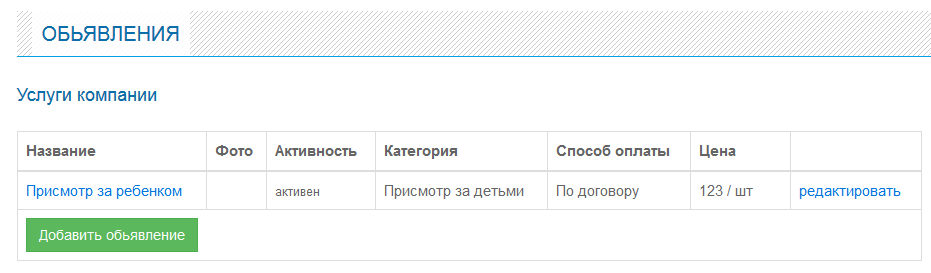 ОБЬЯВЛЕНИЯ
Услуги компании
Название Фото Активность Категория Способ оплаты Цена
Присмотр за ребенком активен Присмотр за детьми По договору 123 / шт редактировать
Добавить обьявление